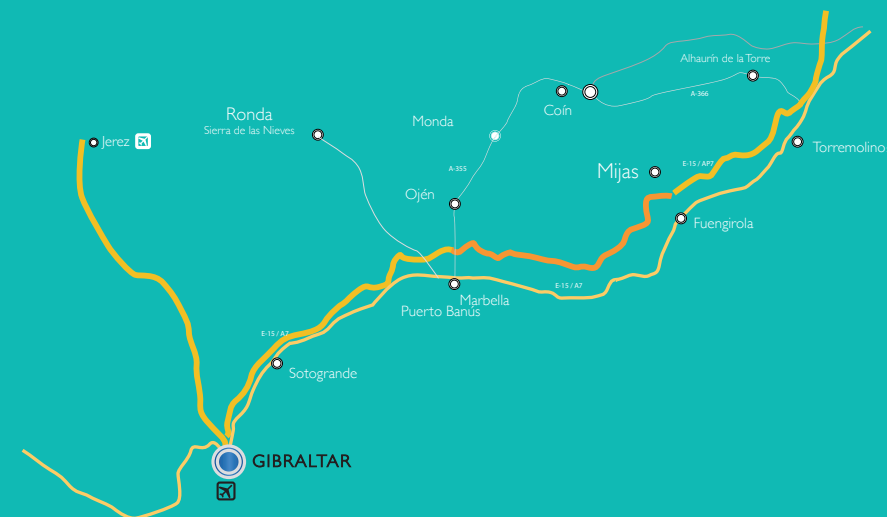 Alhaurín de la Torre
A-366
Coín
Ronda
Sierra de las Nieves
Monda
Jerez
Torremolino
A-355
E-15 / AP7
Mijas
Ojén
Fuengirola
E-15 / A7
Marbella
Puerto Banús
E-15 / A7
Sotogrande
GIBRALTAR